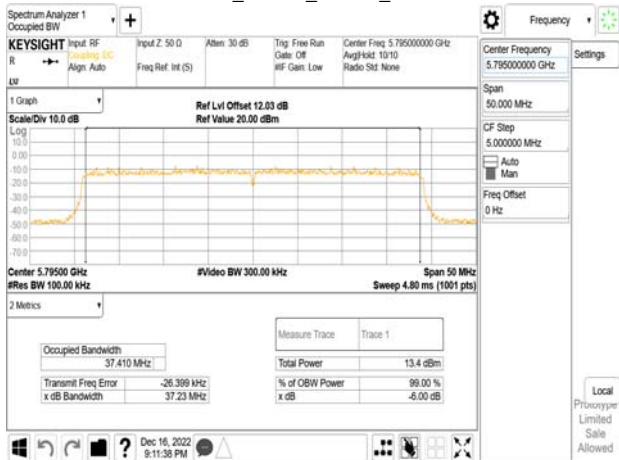 Spectrum Analyzer 1
Occupied BW
Frequency
KEYSIGHT Input: RF Input Z: 50 Ω Atten: 30 dB Trig: Free Run Center Freq: 5.795000000 GHz
R Coupling: DC Gate: Off Avg|Hold: 10/10
Align: Auto Freq Ref: Int (S) #IF Gain: Low Radio Std: None
Center Frequency
5.795000000 GHz
Settings
Span
50.000 MHz
CF Step
5.000000 MHz
Auto
Man
Freq Offset
0 Hz
1 Graph
Ref Lvl Offset 12.03 dB
Scale/Div 10.0 dB Ref Value 20.00 dBm
Log
10.0
0.00
-10.0
-20.0
-30.0
-40.0
-50.0
-60.0
-70.0
Center 5.79500 GHz #Video BW 300.00 kHz Span 50 MHz
#Res BW 100.00 kHz Sweep 4.80 ms (1001 pts)
2 Metrics
Measure Trace Trace 1
Occupied Bandwidth
37.410 MHz
Total Power 13.4 dBm
Transmit Freq Error -26.399 kHz % of OBW Power 99.00 %
x dB Bandwidth 37.23 MHz x dB -6.00 dB
Local
Prototype
Limited
Sale
Allowed
Dec 16, 2022
9:11:38 PM